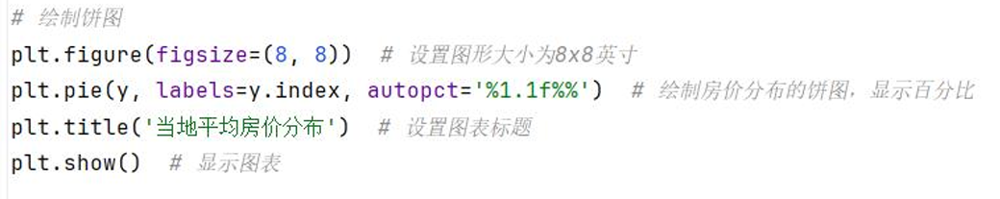 # 绘制饼图
plt.figure(figsize=(8, 8))  # 设置图形大小为8x8英寸
plt.pie(y, labels=y.index, autopct='%1.1f%%')  # 绘制房价分布的饼图，显示百分比
plt.title('当地平均房价分布')  # 设置图表标题
plt.show()  # 显示图表